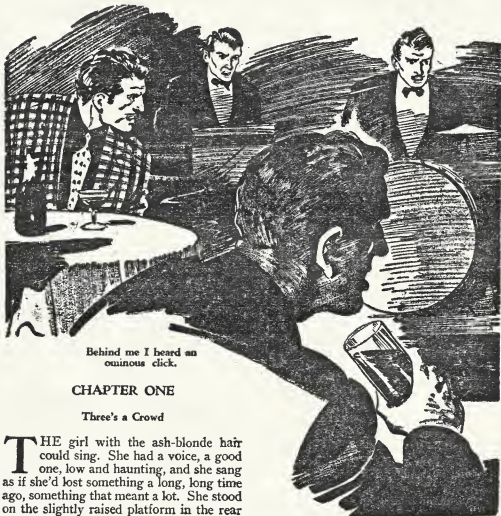 Behind me I heard an
ominous click.
CHAPTER ONE
Three's a Crowd
THE girl with the ash-blonde hair
could sing. She had a voice, a good
one, low and haunting, and she sang
as if she'd lost something a long, long time
ago, something that meant a lot. She stood
on the slightly raised platform in the rear